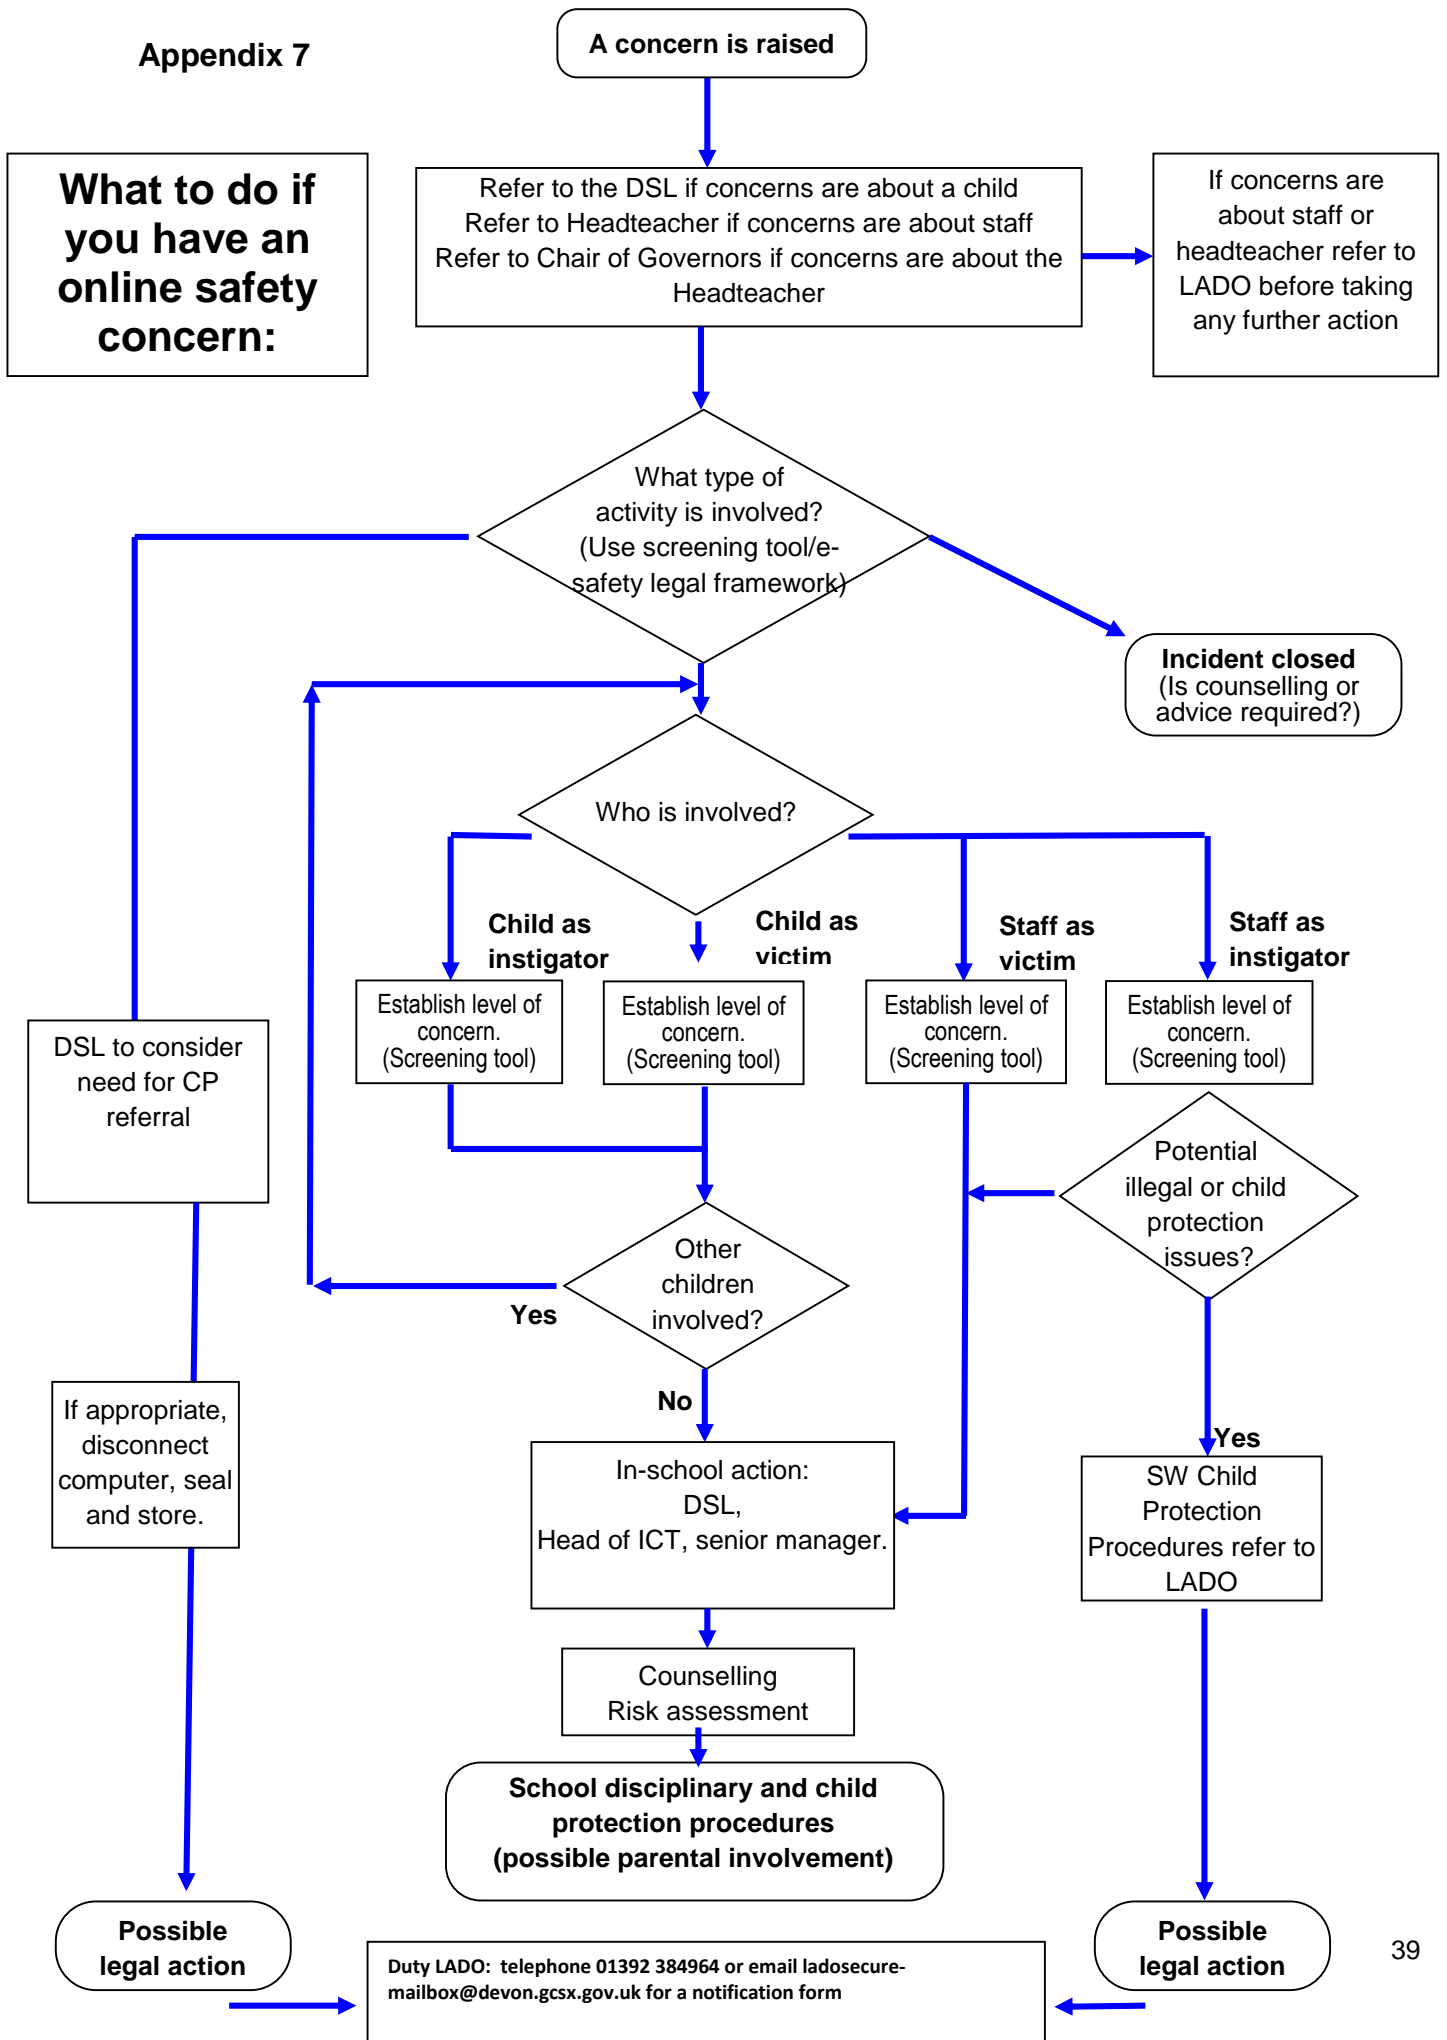 Appendix 7
A concern is raised
What to do if
you have an
online safety
concern:
Refer to the DSL if concerns are about a child
Refer to Headteacher if concerns are about staff
Refer to Chair of Governors if concerns are about the
Headteacher
If concerns are
about staff or
headteacher refer to
LADO before taking
any further action
What type of
activity is involved?
(Use screening tool/e-
safety legal framework)
Incident closed
(Is counselling or
advice required?)
Who is involved?
Child as
instigator
Child as
victim
Staff as
victim
Staff as
instigator
Establish level of
concern.
(Screening tool)
Establish level of
concern.
(Screening tool)
Establish level of
concern.
(Screening tool)
Establish level of
concern.
(Screening tool)
DSL to consider
need for CP
referral
Potential
illegal or child
protection
issues?
Other
children
involved?
Yes
No
Yes
If appropriate,
disconnect
computer, seal
and store.
In-school action:
DSL,
Head of ICT, senior manager.
SW Child
Protection
Procedures refer to
LADO
Counselling
Risk assessment
School disciplinary and child
protection procedures
(possible parental involvement)
Possible
legal action
Possible
legal action
Duty LADO: telephone 01392 384964 or email ladosecure-
mailbox@devon.gcsx.gov.uk for a notification form
39